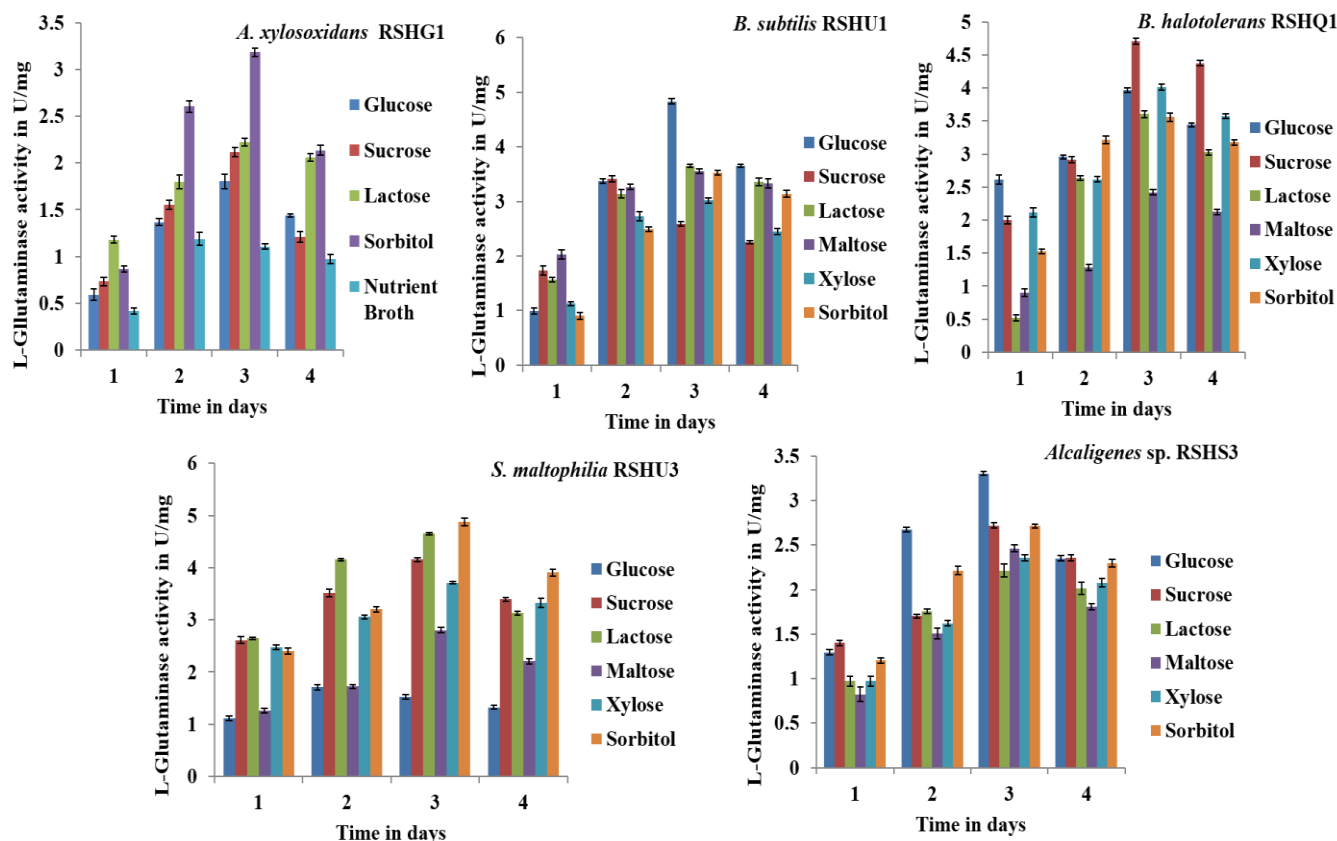 A. xylosoxidans RSHG1
L-Gllutaminase activity in U/mg
3.5
3
2.5
2
1.5
1
0.5
0
1 2 3 4
Time in days
Glucose
Sucrose
Lactose
Sorbitol
Nutrient
Broth
B. subtilis RSHU1
L-Glutaminase activity in U/mg
6
5
4
3
2
1
0
1 2 3 4
Time in days
Glucose
Sucrose
Lactose
Maltose
Xylose
Sorbitol
B. halotolerans RSHQ1
L-Glutaminase activity in U/mg
5
4.5
4
3.5
3
2.5
2
1.5
1
0.5
0
1 2 3 4
Time in days
Glucose
Sucrose
Lactose
Maltose
Xylose
Sorbitol
S. maltophilia RSHU3
L-Glutaminase activity in U/mg
6
5
4
3
2
1
0
1 2 3 4
Time in days
Glucose
Sucrose
Lactose
Maltose
Xylose
Sorbitol
Alcaligenes sp. RSHS3
L-Glutaminase activity in U/mg
3.5
3
2.5
2
1.5
1
0.5
0
1 2 3 4
Time in days
Glucose
Sucrose
Lactose
Maltose
Xylose
Sorbitol